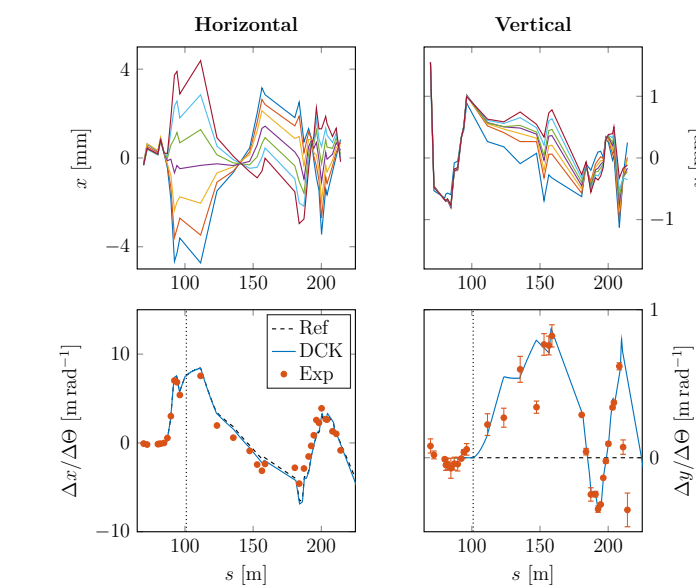 Horizontal
Vertical
4
0
−4
x [mm]
100
150
200
1
0
−1
100
150
200
10
0
−10
Δx/ΔΘ [m rad⁻¹]
Ref
DCK
Exp
100
150
200
s [m]
1
0
Δy/ΔΘ [m rad⁻¹]
100
150
200
s [m]